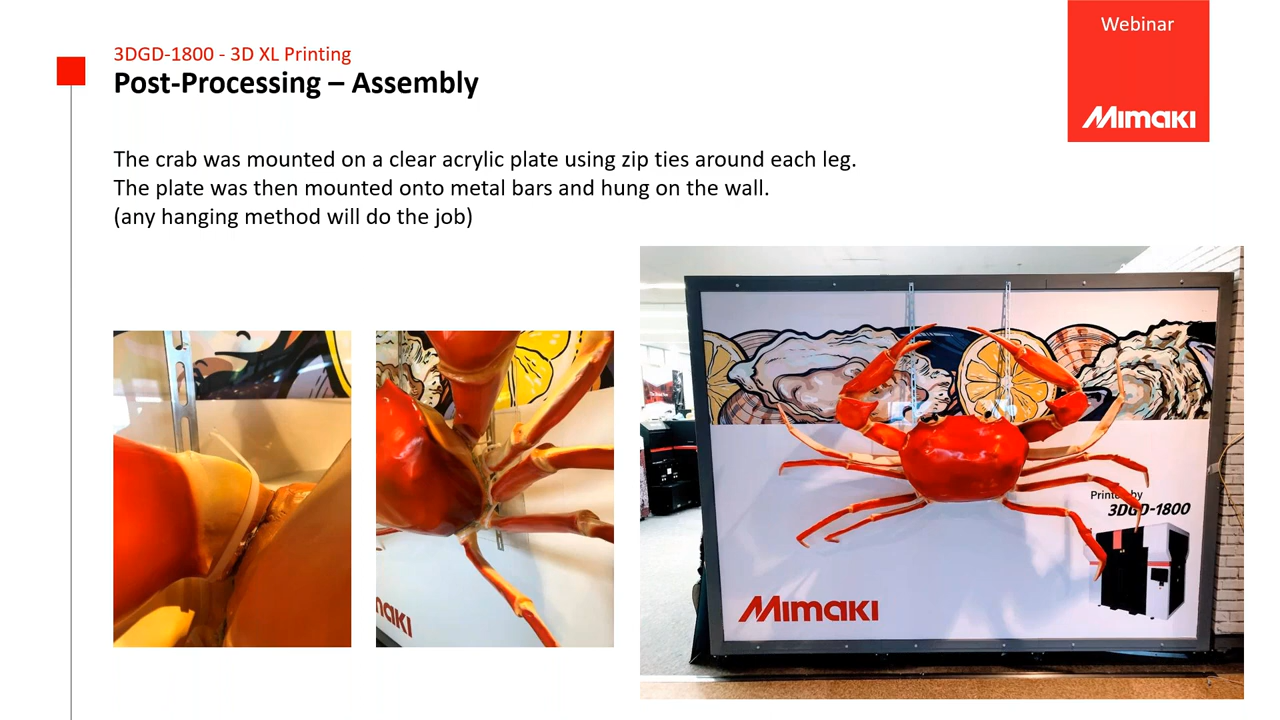 Webinar
Mimaki
3DGD-1800 - 3D XL Printing
Post-Processing – Assembly
The crab was mounted on a clear acrylic plate using zip ties around each leg.
The plate was then mounted onto metal bars and hung on the wall.
(any hanging method will do the job)
Printed by
3DGD-1800
Mimaki